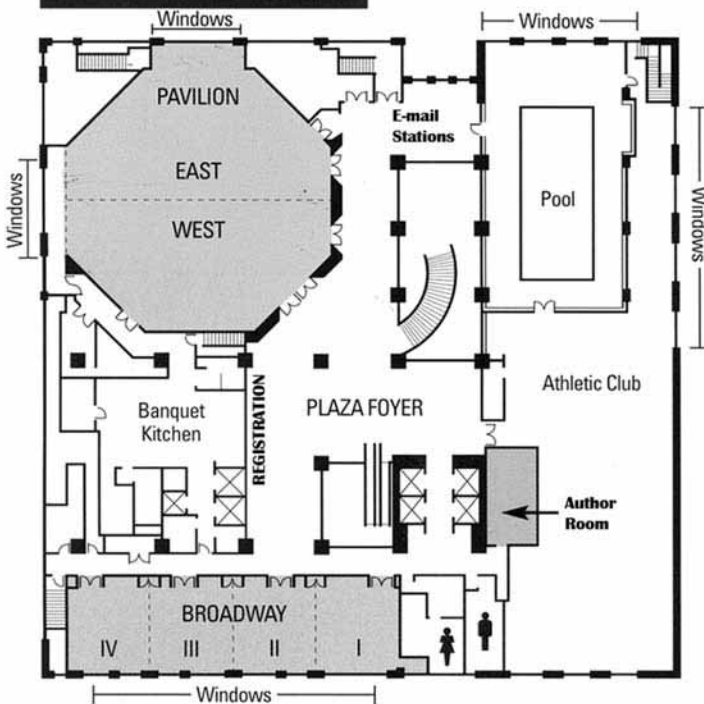 Windows
Windows
PAVILION
E-mail
Stations
EAST
Windows
WEST
Pool
Windows
Athletic Club
PLAZA FOYER
Banquet
Kitchen
REGISTRATION
Author
Room
BROADWAY
IV III II I
Windows